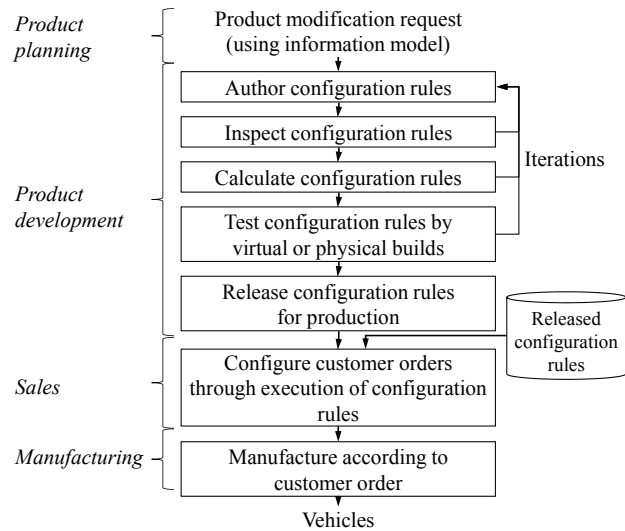 Product
planning
Product modification request
(using information model)
Author configuration rules
Inspect configuration rules
Iterations
Calculate configuration rules
Product
development
Test configuration rules by
virtual or physical builds
Release configuration rules
for production
Released
configuration
rules
Sales
Configure customer orders
through execution of configuration
rules
Manufacturing
Manufacture according to
customer order
Vehicles